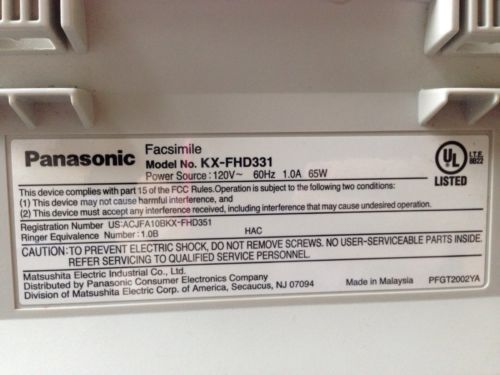 Panasonic
Facsimile
Model No. KX-FHD331
Power Source: 120V~ 60Hz 1.0A 65W
UL
I.T.E.
9B22
LISTED
This device complies with part 15 of the FCC Rules.Operation is subject to the following two conditions:
(1) This device may not cause harmful interference, and
(2) This device must accept any interference received, including interference that may cause undesired operation.
Registration Number US:ACJFA10BKX-FHD351
Ringer Equivalence Number:1.0B HAC
CAUTION:TO PREVENT ELECTRIC SHOCK, DO NOT REMOVE SCREWS. NO USER-SERVICEABLE PARTS INSIDE.
REFER SERVICING TO QUALIFIED SERVICE PERSONNEL.
Matsushita Electric Industrial Co., Ltd.
Distributed by Panasonic Consumer Electronics Company
Division of Matsushita Electric Corp. of America, Secaucus, NJ 07094
Made in Malaysia PFGT2002YA